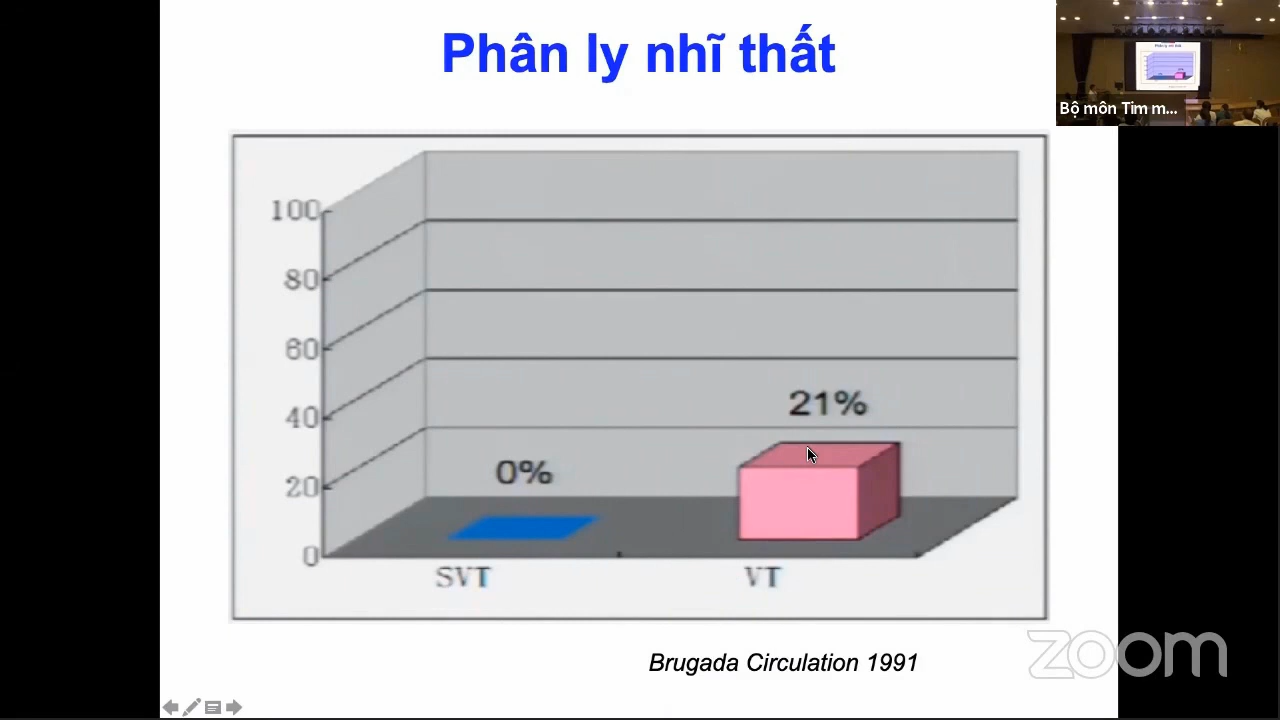 Phân ly nhĩ thất
Bộ môn Tim m...
100
80
60
40
20
0
0%
21%
SVT
VT
Brugada Circulation 1991
zoom